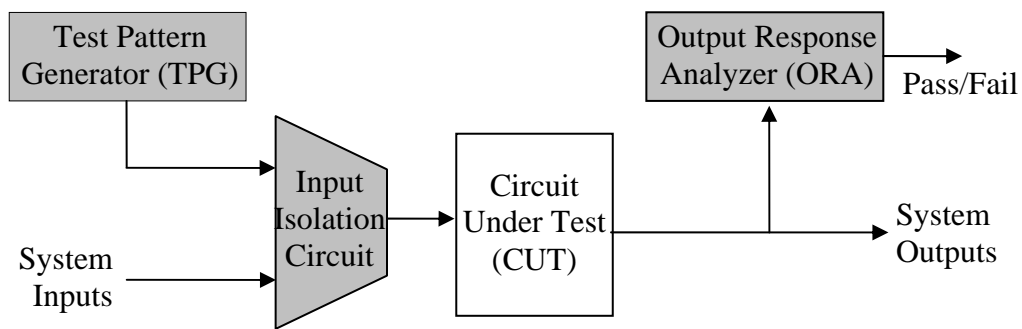 Test Pattern
Generator (TPG)
Output Response
Analyzer (ORA)
Pass/Fail
Input
Isolation
Circuit
Circuit
Under Test
(CUT)
System
Outputs
System
Inputs